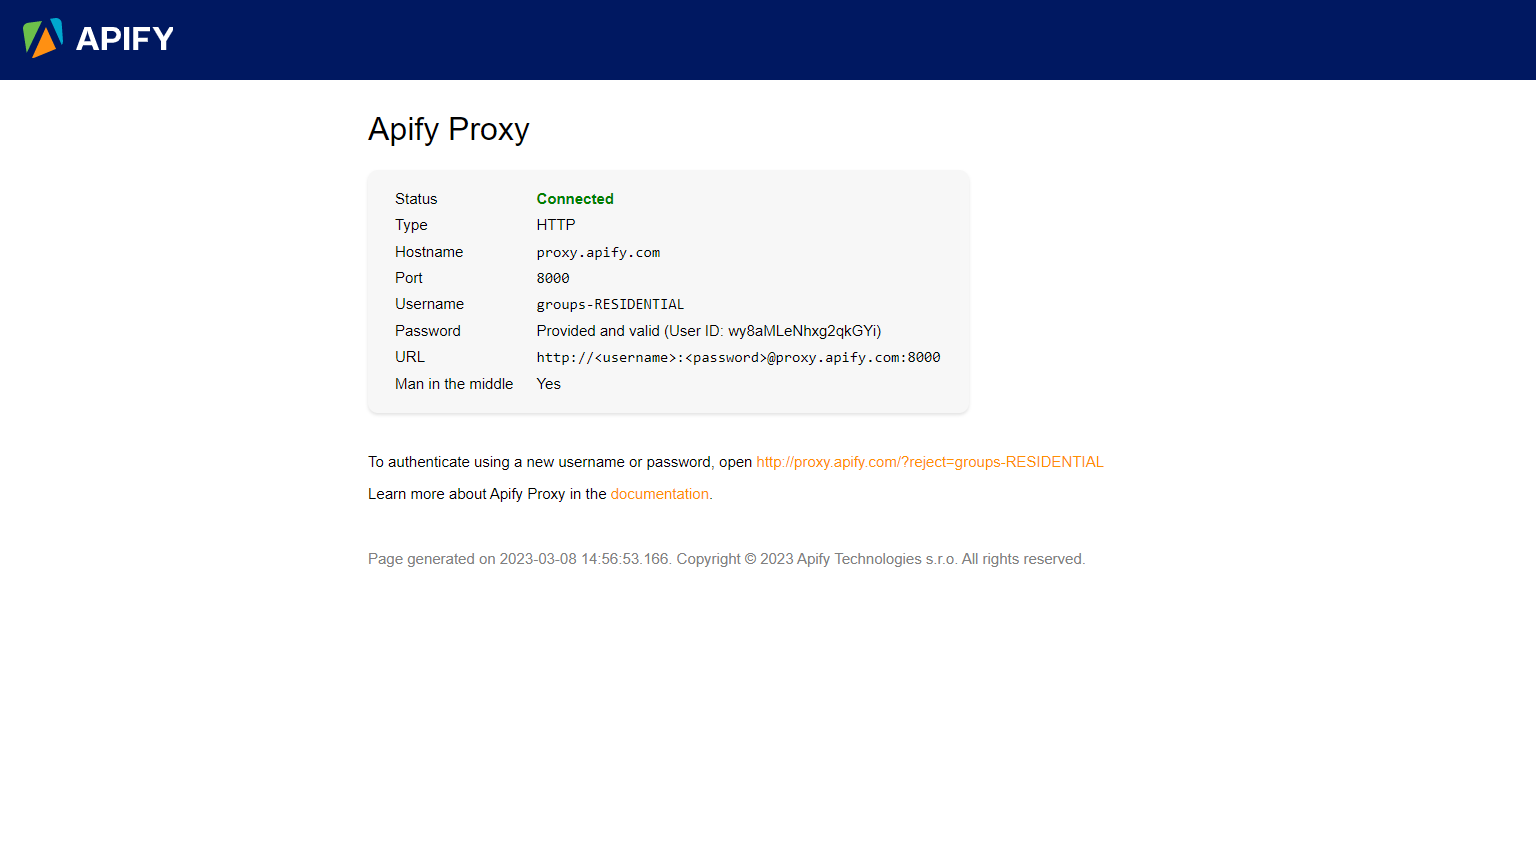 APIFY
Apify Proxy
Status Connected
Type HTTP
Hostname proxy.apify.com
Port 8000
Username groups-RESIDENTIAL
Password Provided and valid (User ID: wy8aMLeNhxg2qkGYi)
URL http://<username>:<password>@proxy.apify.com:8000
Man in the middle Yes
To authenticate using a new username or password, open http://proxy.apify.com/?reject=groups-RESIDENTIAL
Learn more about Apify Proxy in the documentation.
Page generated on 2023-03-08 14:56:53.166. Copyright © 2023 Apify Technologies s.r.o. All rights reserved.